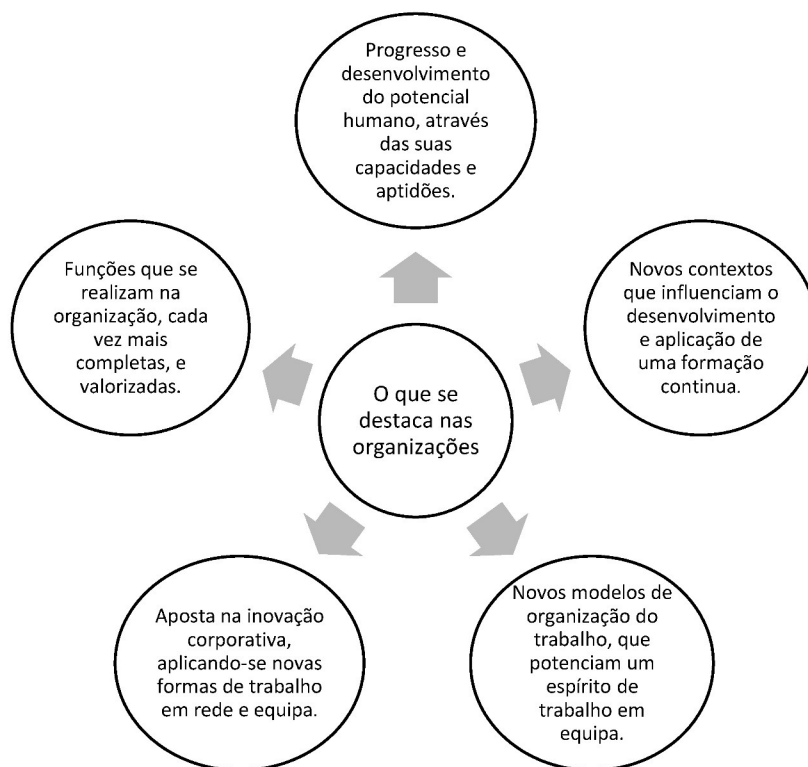 Progresso e
desenvolvimento
do potencial
humano, através
das suas
capacidades e
aptidões.
Novos contextos
que influenciam o
desenvolvimento
e aplicação de
uma formação
continua.
Novos modelos de
organização do
trabalho, que
potenciam um
espírito de
trabalho em
equipa.
Aposta na inovação
corporativa,
aplicando-se novas
formas de trabalho
em rede e equipa.
Funções que se
realizam na
organização, cada
vez mais
completas, e
valorizadas.
O que se
destaca nas
organizações